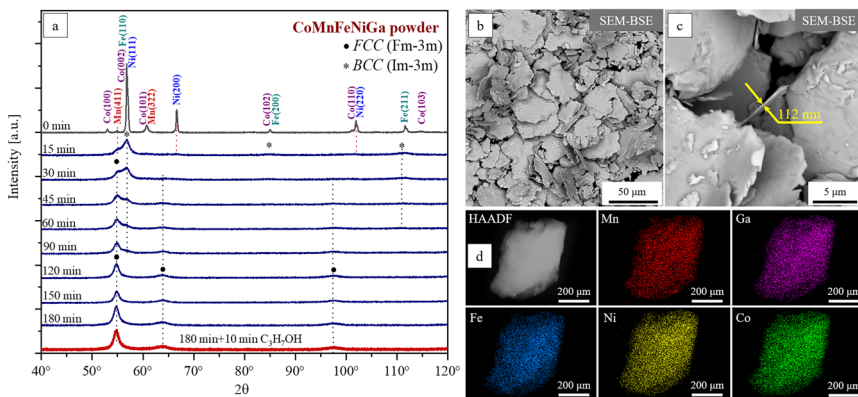 a
CoMnFeNiGa powder
● FCC (Fm-3m)
* BCC (Im-3m)
Intensity [a.u.]
Co(100)
Mn(411)
Co(002)
Fe(110)
Ni(111)
Co(101)
Mn(322)
Ni(200)
Co(102)
Fe(200)
Co(110)
Ni(220)
Fe(211)
Co(103)
0 min
15 min
30 min
45 min
60 min
90 min
120 min
150 min
180 min
180 min+10 min C₃H₇OH
40° 50° 60° 70° 80° 90° 100° 110° 120°
2θ
b
SEM-BSE
50 μm
c
SEM-BSE
112 nm
5 μm
HAADF
d
200 μm
Mn
200 μm
Ga
200 μm
Fe
200 μm
Ni
200 μm
Co
200 μm